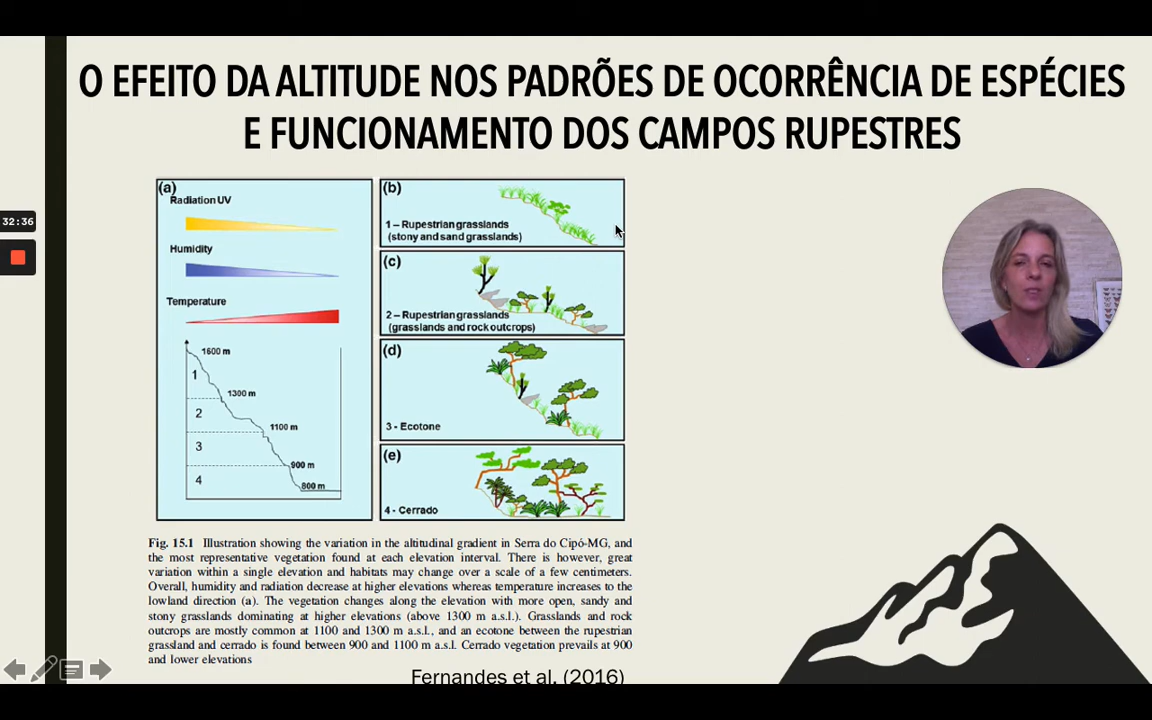 O EFEITO DA ALTITUDE NOS PADRÕES DE OCORRÊNCIA DE ESPÉCIES
E FUNCIONAMENTO DOS CAMPOS RUPESTRES
32:36
(a)
Radiation UV
Humidity
Temperature
1600 m
1
1300 m
2
1100 m
3
900 m
4
800 m
(b)
1 – Rupestrian grasslands
(stony and sand grasslands)
(c)
2 – Rupestrian grasslands
(grasslands and rock outcrops)
(d)
3 - Ecotone
(e)
4 - Cerrado
Fig. 15.1 Illustration showing the variation in the altitudinal gradient in Serra do Cipó-MG, and
the most representative vegetation found at each elevation interval. There is however, great
variation within a single elevation and habitats may change over a scale of a few centimeters.
Overall, humidity and radiation decrease at higher elevations whereas temperature increases to the
lowland direction (a). The vegetation changes along the elevation with more open, sandy and
stony grasslands dominating at higher elevations (above 1300 m a.s.l.). Grasslands and rock
outcrops are mostly common at 1100 and 1300 m a.s.l., and an ecotone between the rupestrian
grassland and cerrado is found between 900 and 1100 m a.s.l. Cerrado vegetation prevails at 900
and lower elevations
Fernandes et al. (2016)